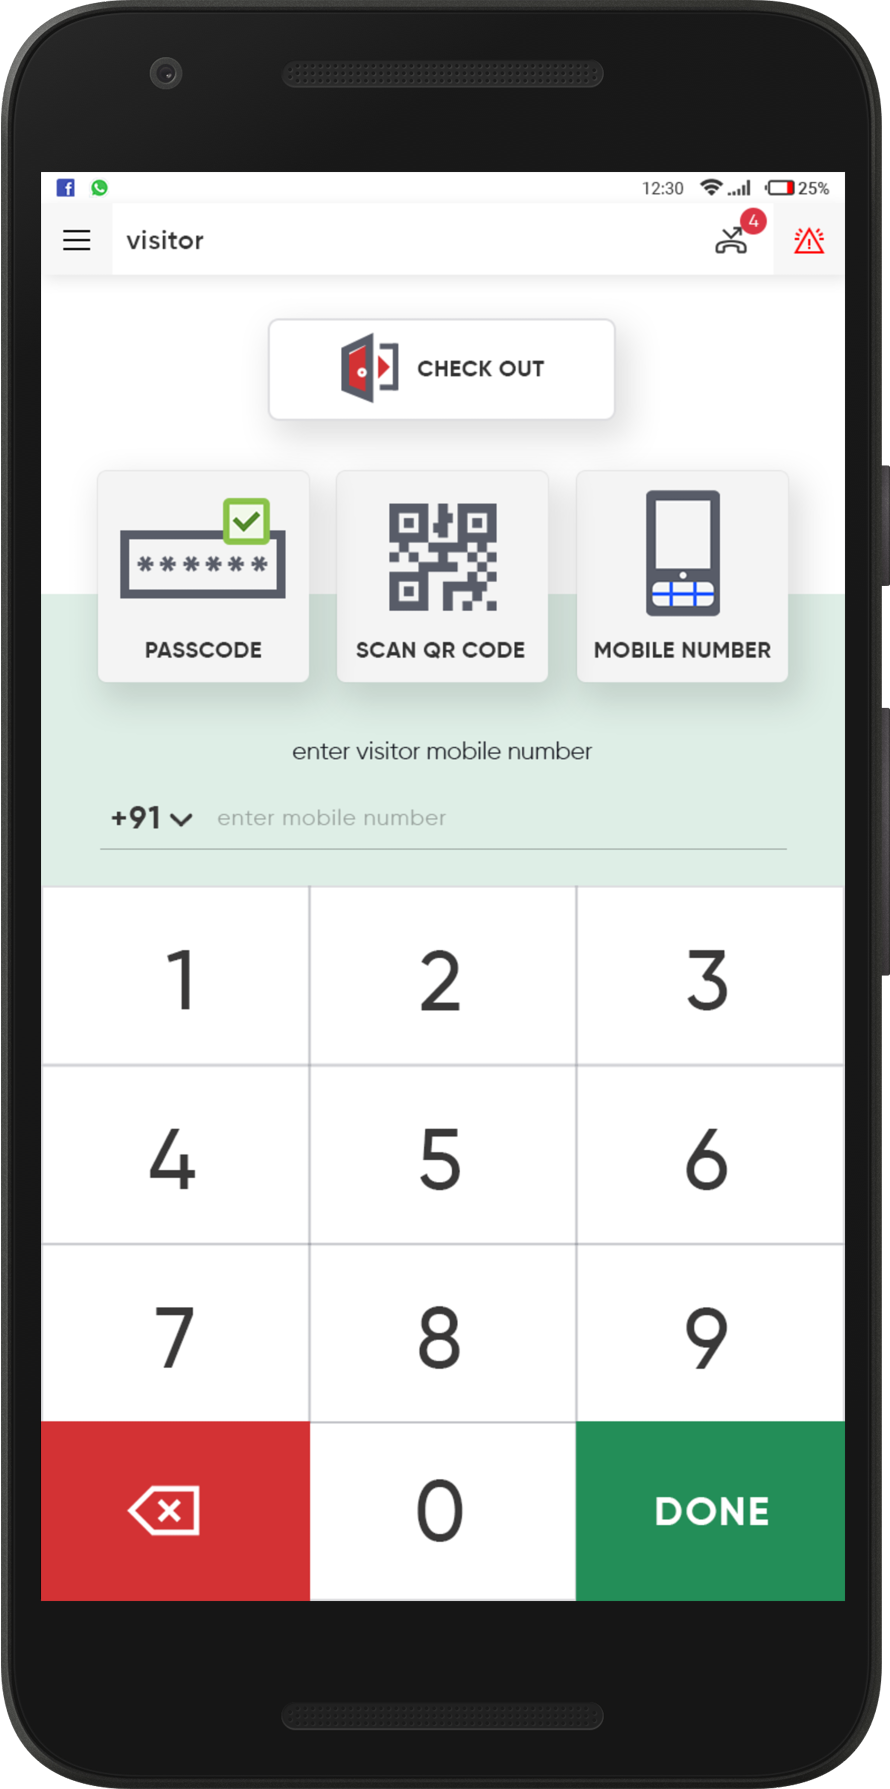 12:30 25%
visitor 4
CHECK OUT
******
PASSCODE SCAN QR CODE MOBILE NUMBER
enter visitor mobile number
+91 enter mobile number
1 2 3
4 5 6
7 8 9
0 DONE